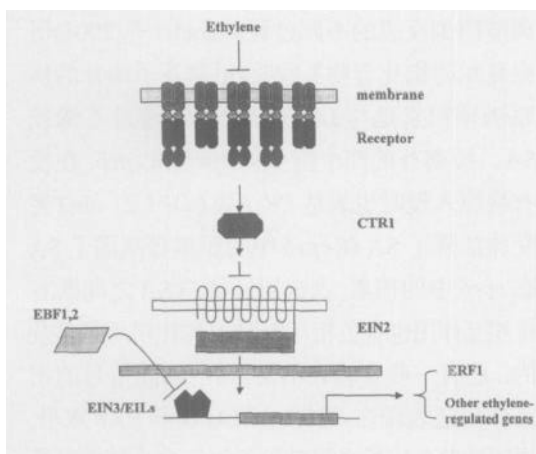 Ethylene
membrane
Receptor
CTR1
EBF1,2
EIN2
ERF1
EIN3/EILs
Other ethylene-
regulated genes